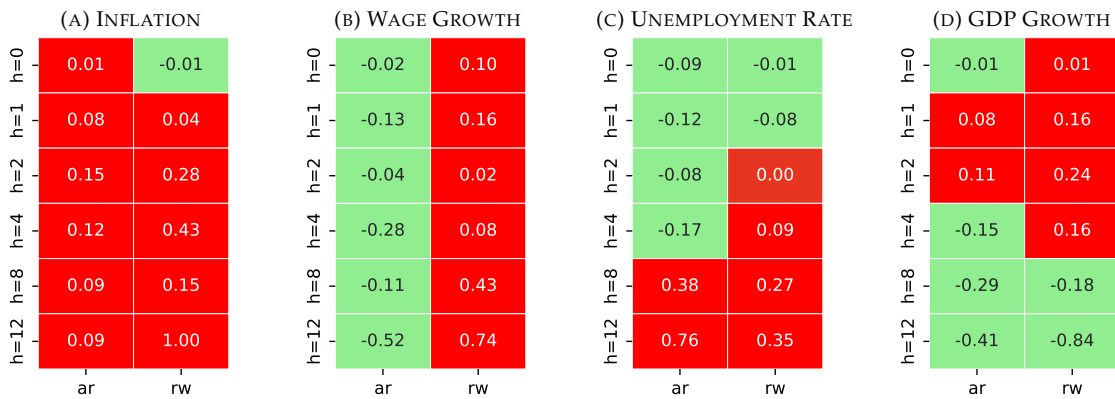 (A) INFLATION
h=0 0.01 -0.01
h=1 0.08 0.04
h=2 0.15 0.28
h=4 0.12 0.43
h=8 0.09 0.15
h=12 0.09 1.00
ar rw
(B) WAGE GROWTH
h=0 -0.02 0.10
h=1 -0.13 0.16
h=2 -0.04 0.02
h=4 -0.28 0.08
h=8 -0.11 0.43
h=12 -0.52 0.74
ar rw
(C) UNEMPLOYMENT RATE
h=0 -0.09 -0.01
h=1 -0.12 -0.08
h=2 -0.08 0.00
h=4 -0.17 0.09
h=8 0.38 0.27
h=12 0.76 0.35
ar rw
(D) GDP GROWTH
h=0 -0.01 0.01
h=1 0.08 0.16
h=2 0.11 0.24
h=4 -0.15 0.16
h=8 -0.29 -0.18
h=12 -0.41 -0.84
ar rw